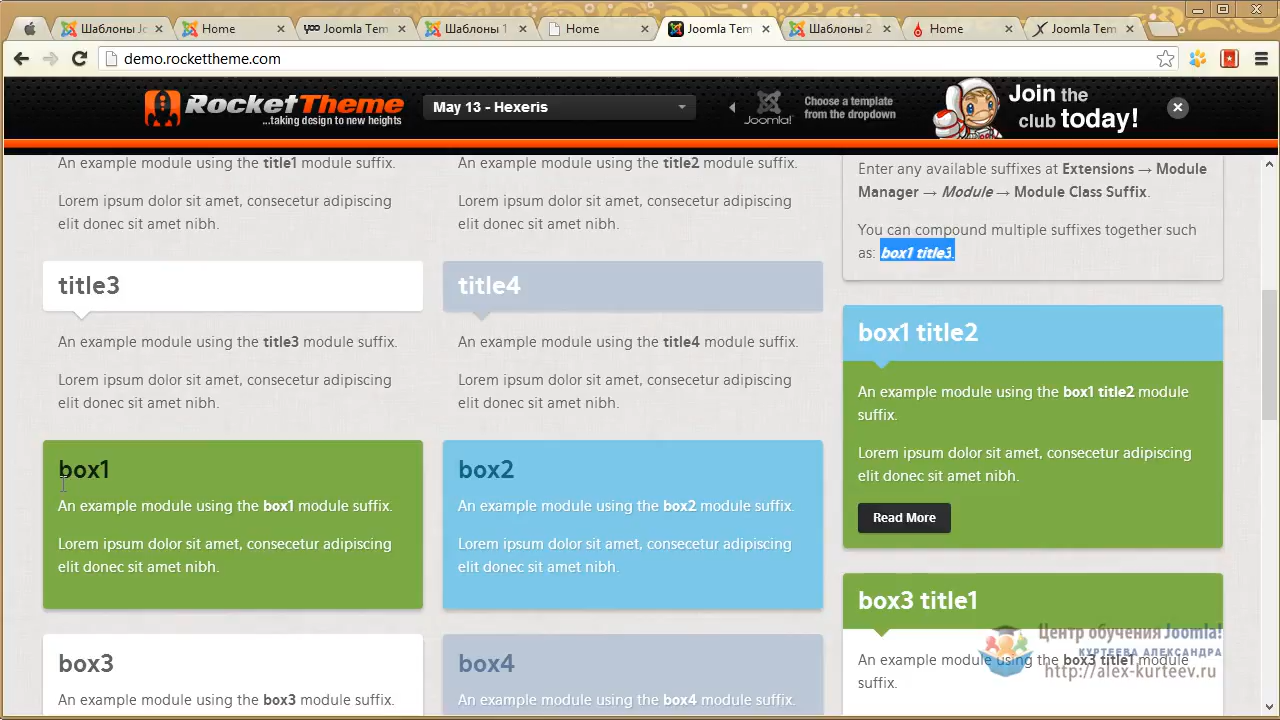 Шаблоны Jo
Home
YOO Joomla Tem
Шаблоны 1
Home
Joomla Tem
Шаблоны 2
Home
Joomla Tem
demo.rockettheme.com
RocketTheme
...taking design to new heights
May 13 - Hexeris
Joomla!
Choose a template
from the dropdown
Join the
club today!
An example module using the title1 module suffix.
Lorem ipsum dolor sit amet, consecetur adipiscing
elit donec sit amet nibh.
An example module using the title2 module suffix.
Lorem ipsum dolor sit amet, consecetur adipiscing
elit donec sit amet nibh.
title3
An example module using the title3 module suffix.
Lorem ipsum dolor sit amet, consecetur adipiscing
elit donec sit amet nibh.
title4
An example module using the title4 module suffix.
Lorem ipsum dolor sit amet, consecetur adipiscing
elit donec sit amet nibh.
box1
An example module using the box1 module suffix.
Lorem ipsum dolor sit amet, consecetur adipiscing
elit donec sit amet nibh.
box2
An example module using the box2 module suffix.
Lorem ipsum dolor sit amet, consecetur adipiscing
elit donec sit amet nibh.
box3
An example module using the box3 module suffix.
box4
An example module using the box4 module suffix.
Enter any available suffixes at Extensions → Module
Manager → Module → Module Class Suffix.
You can compound multiple suffixes together such
as: box1 title3.
box1 title2
An example module using the box1 title2 module
suffix.
Lorem ipsum dolor sit amet, consecetur adipiscing
elit donec sit amet nibh.
Read More
box3 title1
An example module using the box3 title1 module
suffix.
Центр обучения Joomla!
КУРТЕЕВА АЛЕКСАНДРА
http://alex-kurteev.ru